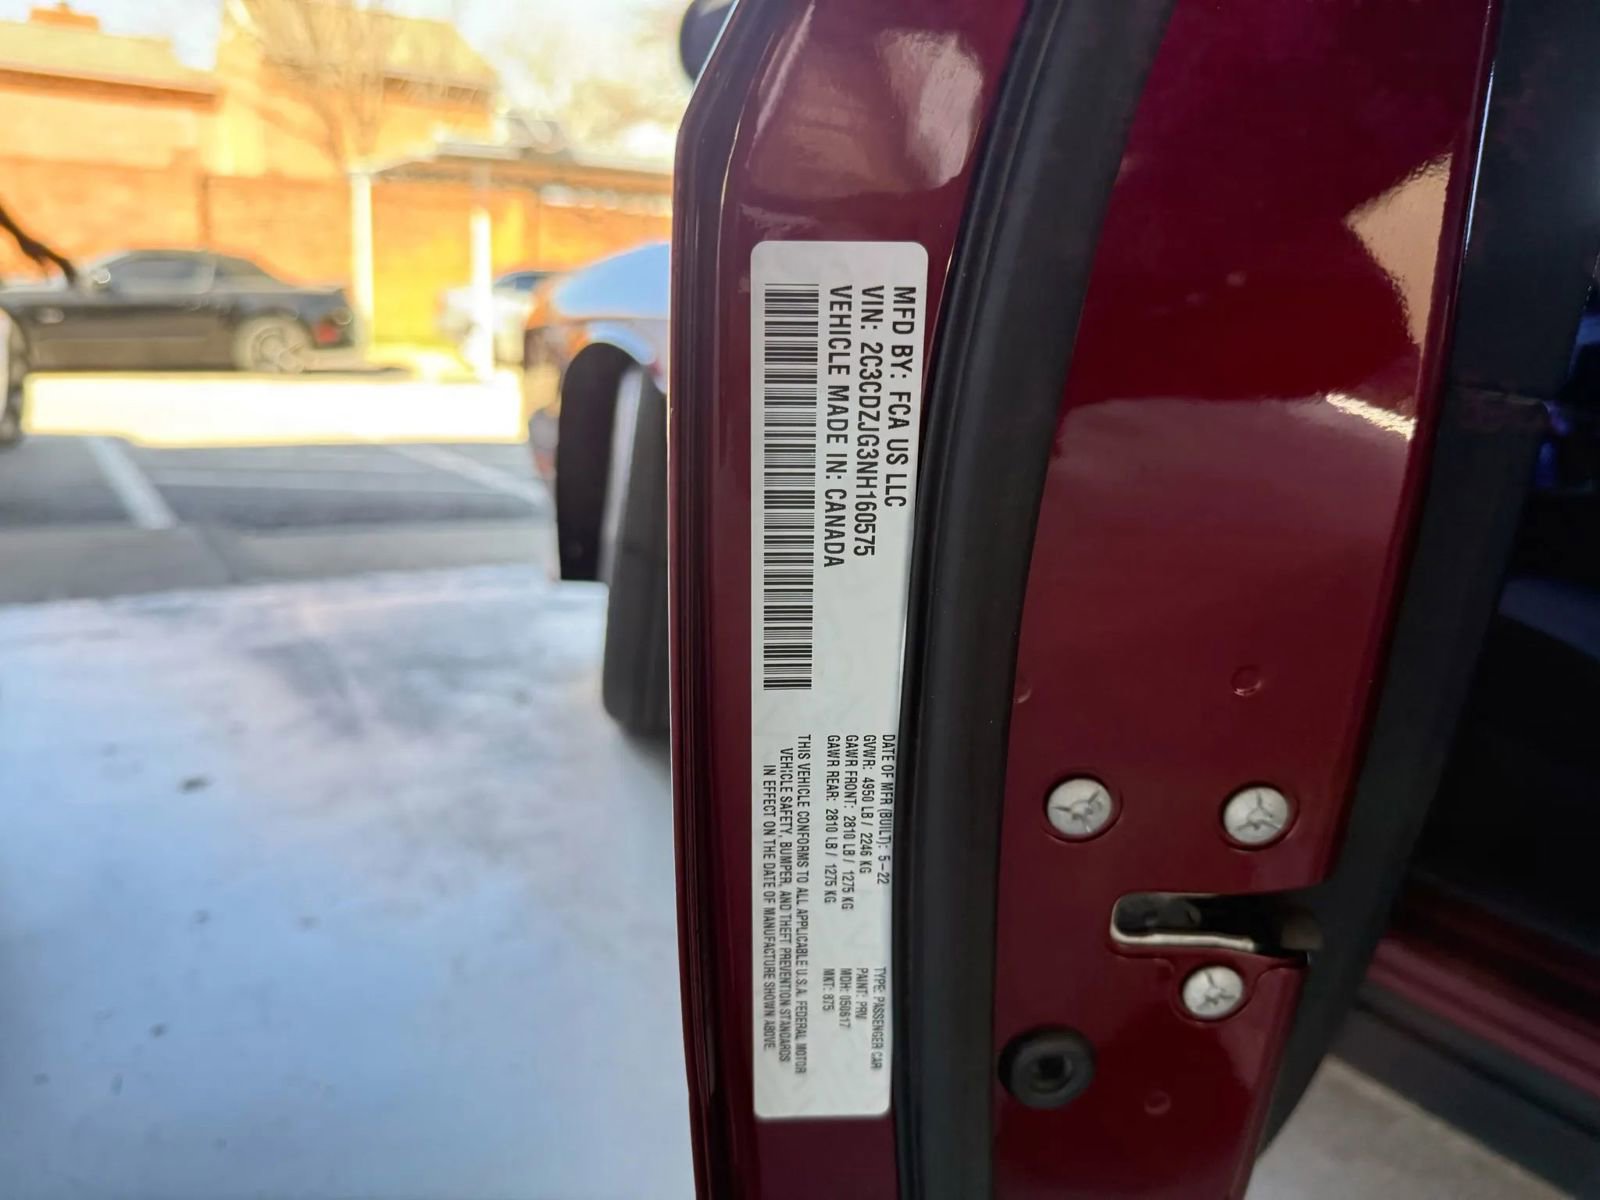 MFD BY: FCA US LLC
VIN: 2C3CDZJG3NH160575
VEHICLE MADE IN: CANADA
DATE OF MFR (BUILT): 5-22
GVWR: 4950 LB / 2246 KG
GAWR FRONT: 2810 LB / 1275 KG
GAWR REAR: 2810 LB / 1275 KG
TYPE: PASSENGER CAR
PAINT: PRV
MDH: 050617
MKT: 875
THIS VEHICLE CONFORMS TO ALL APPLICABLE U.S.A. FEDERAL MOTOR
VEHICLE SAFETY, BUMPER, AND THEFT PREVENTION STANDARDS
IN EFFECT ON THE DATE OF MANUFACTURE SHOWN ABOVE.